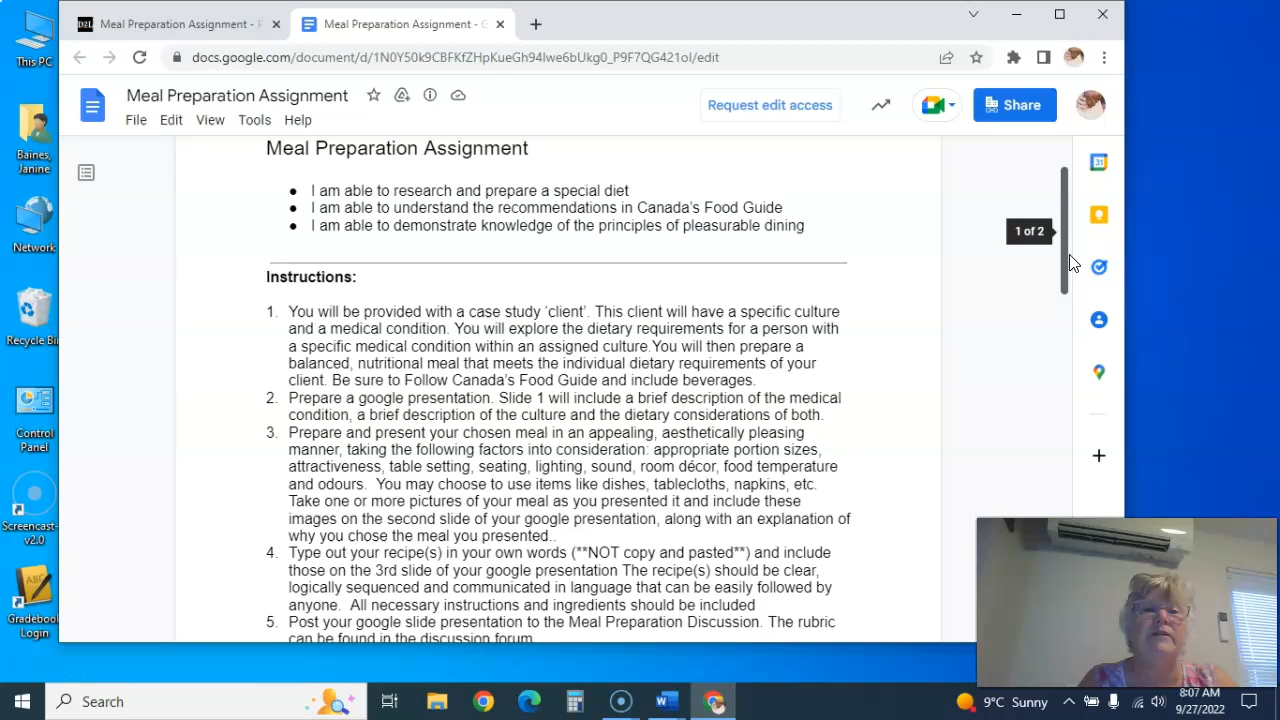 Meal Preparation Assignment - P
Meal Preparation Assignment - G
This PC
docs.google.com/document/d/1N0Y50k9CBFKfZHpKueGh94lwe6bUkg0_P9F7QG421oI/edit
Meal Preparation Assignment
Request edit access
Share
File Edit View Tools Help
Baines, Janine
Network
Recycle Bin
Control Panel
Screencast-
v2.0
Gradebook
Login
Meal Preparation Assignment
● I am able to research and prepare a special diet
● I am able to understand the recommendations in Canada's Food Guide
● I am able to demonstrate knowledge of the principles of pleasurable dining
1 of 2
Instructions:
1. You will be provided with a case study 'client'. This client will have a specific culture
and a medical condition. You will explore the dietary requirements for a person with
a specific medical condition within an assigned culture.You will then prepare a
balanced, nutritional meal that meets the individual dietary requirements of your
client. Be sure to Follow Canada's Food Guide and include beverages.
2. Prepare a google presentation. Slide 1 will include a brief description of the medical
condition, a brief description of the culture and the dietary considerations of both.
3. Prepare and present your chosen meal in an appealing, aesthetically pleasing
manner, taking the following factors into consideration: appropriate portion sizes,
attractiveness, table setting, seating, lighting, sound, room décor, food temperature
and odours.  You may choose to use items like dishes, tablecloths, napkins, etc.
Take one or more pictures of your meal as you presented it and include these
images on the second slide of your google presentation, along with an explanation of
why you chose the meal you presented..
4. Type out your recipe(s) in your own words (**NOT copy and pasted**) and include
those on the 3rd slide of your google presentation The recipe(s) should be clear,
logically sequenced and communicated in language that can be easily followed by
anyone.  All necessary instructions and ingredients should be included
5. Post your google slide presentation to the Meal Preparation Discussion. The rubric
can be found in the discussion forum
Search
9°C Sunny
8:07 AM
9/27/2022